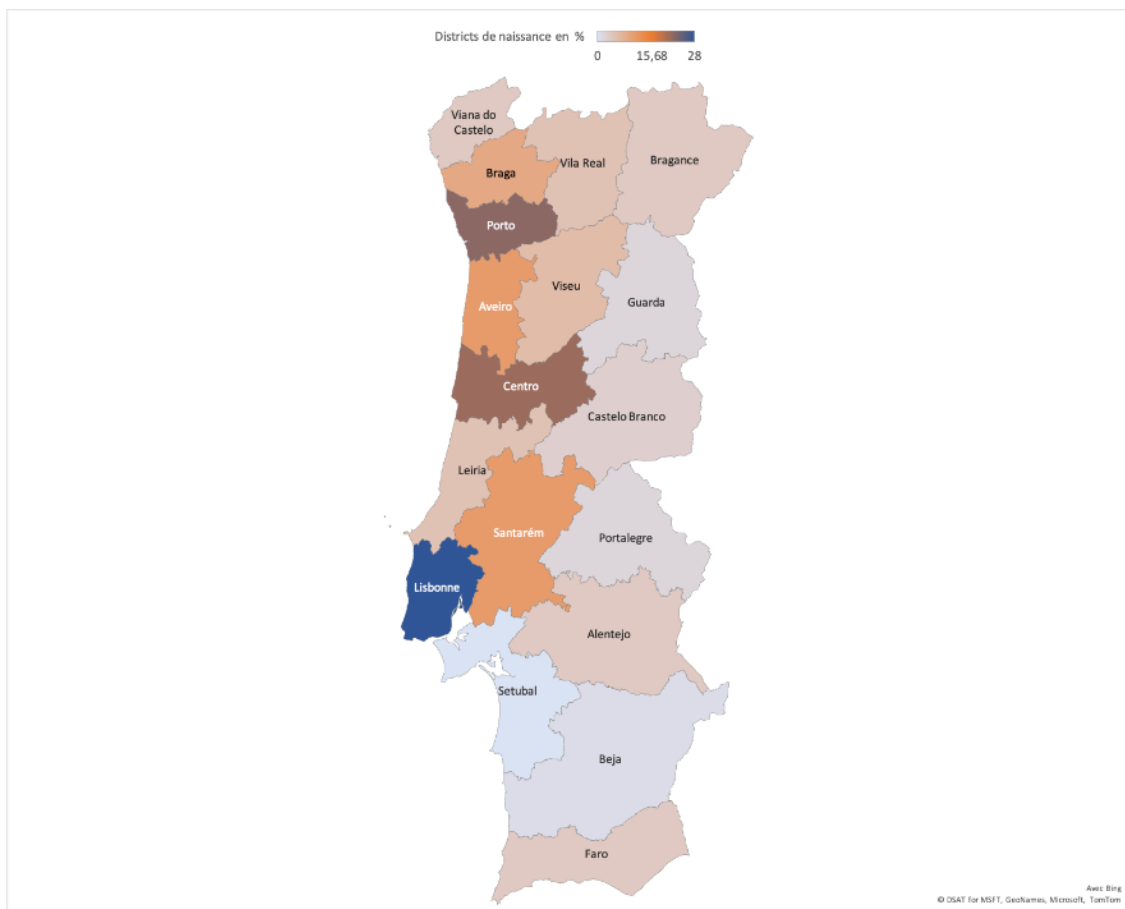 Districts de naissance en %
0 15,68 28
Viana do
Castelo
Braga
Vila Real
Bragance
Porto
Aveiro
Viseu
Guarda
Centro
Castelo Branco
Leiria
Santarém
Portalegre
Lisbonne
Alentejo
Setubal
Beja
Faro
Avec Bing
© DSAT for MSFT, GeoNames, Microsoft, TomTom